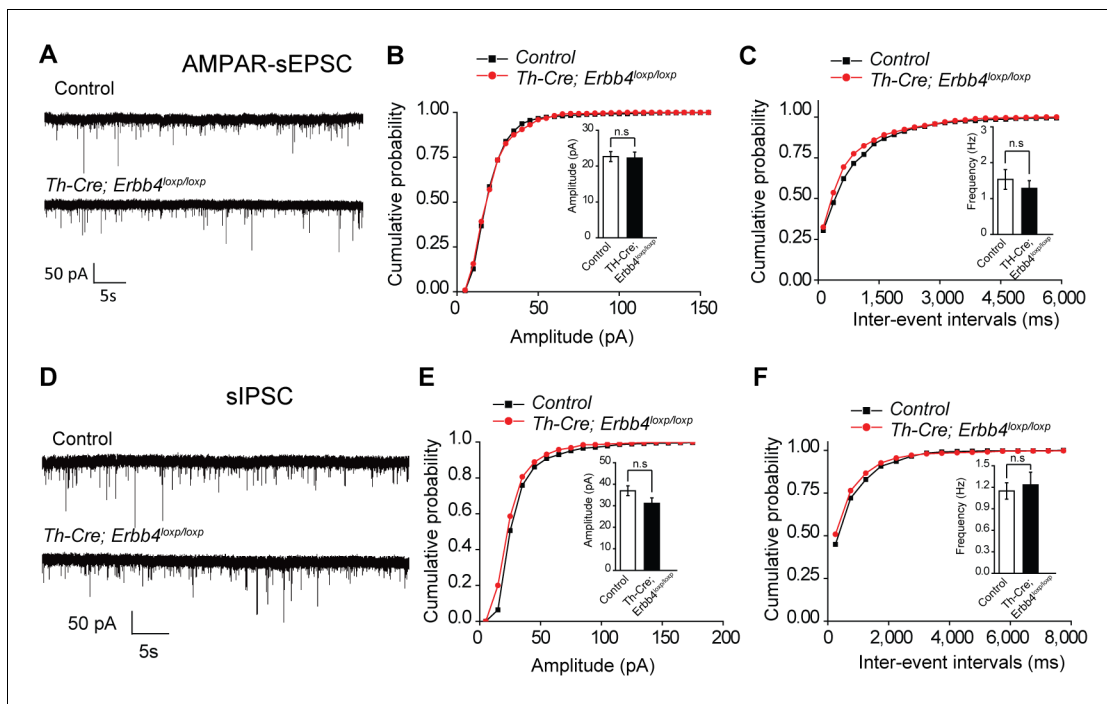 A
AMPAR-sEPSC
Control
Th-Cre; Erbb4loxp/loxp
50 pA
5s
B
Control
Th-Cre; Erbb4loxp/loxp
Cumulative probability
1.00
0.75
0.50
0.25
0.00
0
50
100
150
Amplitude (pA)
Amplitude (pA)
30
20
10
0
n.s
Control
TH-Cre;
Erbb4loxp/loxp
C
Control
Th-Cre; Erbb4loxp/loxp
Cumulative probability
1.00
0.75
0.50
0.25
0.00
0
1,500
3,000
4,500
6,000
Inter-event intervals (ms)
Frequency (Hz)
3
2
1
0
n.s
Control
TH-Cre;
Erbb4loxp/loxp
D
sIPSC
Control
Th-Cre; Erbb4loxp/loxp
50 pA
5s
E
Control
Th-Cre; Erbb4loxp/loxp
Cumulative probability
1.0
0.8
0.6
0.4
0.2
0.0
0
50
100
150
200
Amplitude (pA)
Amplitude (pA)
50
40
30
20
10
0
n.s
Control
Th-Cre;
Erbb4loxp/loxp
F
Control
Th-Cre; Erbb4loxp/loxp
Cumulative probability
1.00
0.75
0.50
0.25
0.00
0
2,000
4,000
6,000
8,000
Inter-event intervals (ms)
Frequency (Hz)
1.5
1.2
0.9
0.6
0.3
0.0
n.s
Control
Th-Cre;
Erbb4loxp/loxp